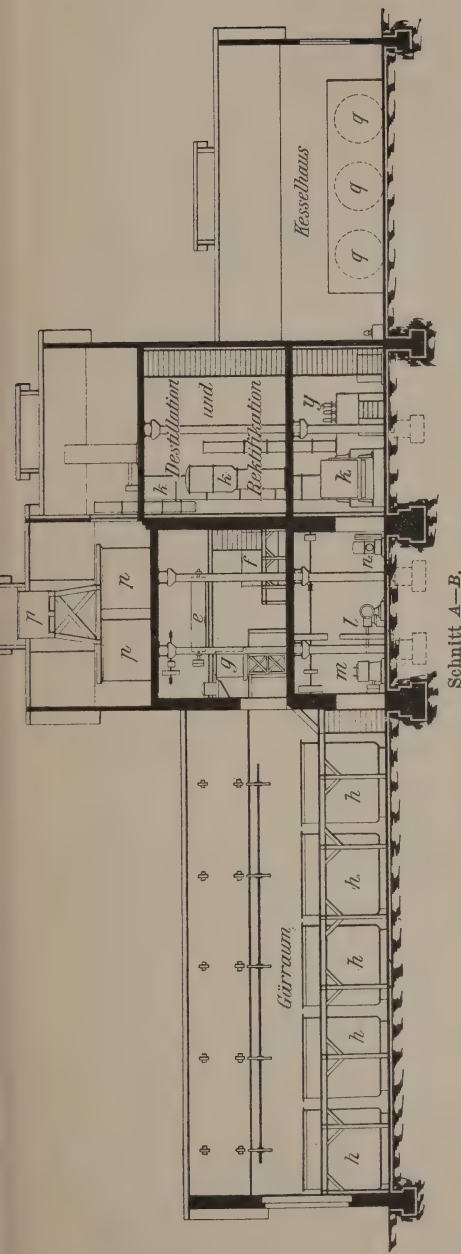 p
p p
Destillation
und
Rektifikation
k
k
e
f
g
Kesselhaus
q q q
y
k
Gärraum
h h h h h
m l n
Schnitt A—B.